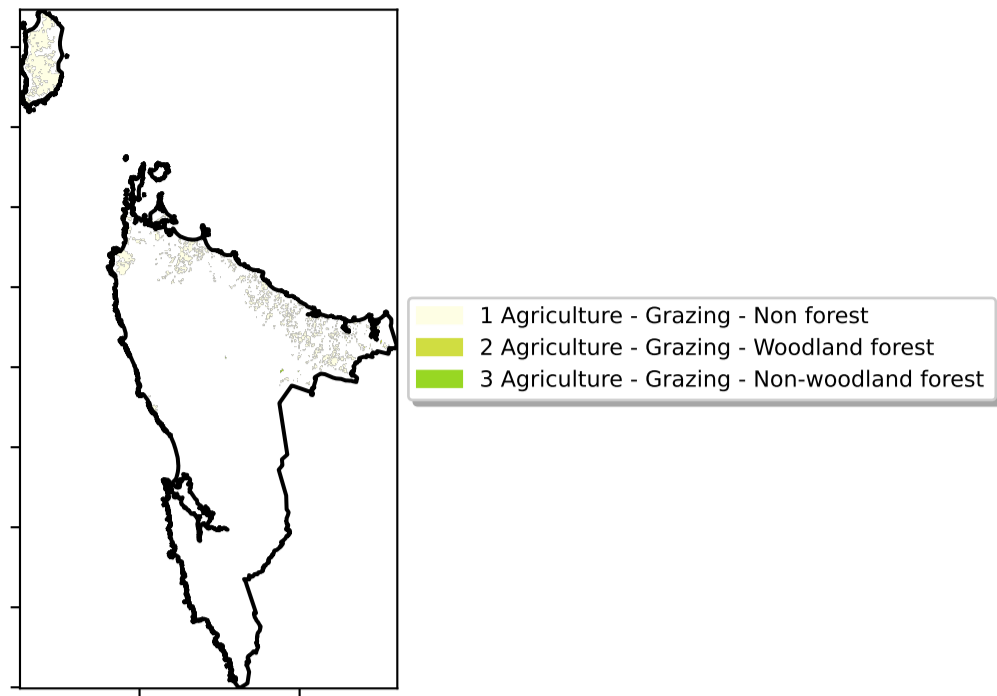 1 Agriculture - Grazing - Non forest
2 Agriculture - Grazing - Woodland forest
3 Agriculture - Grazing - Non-woodland forest